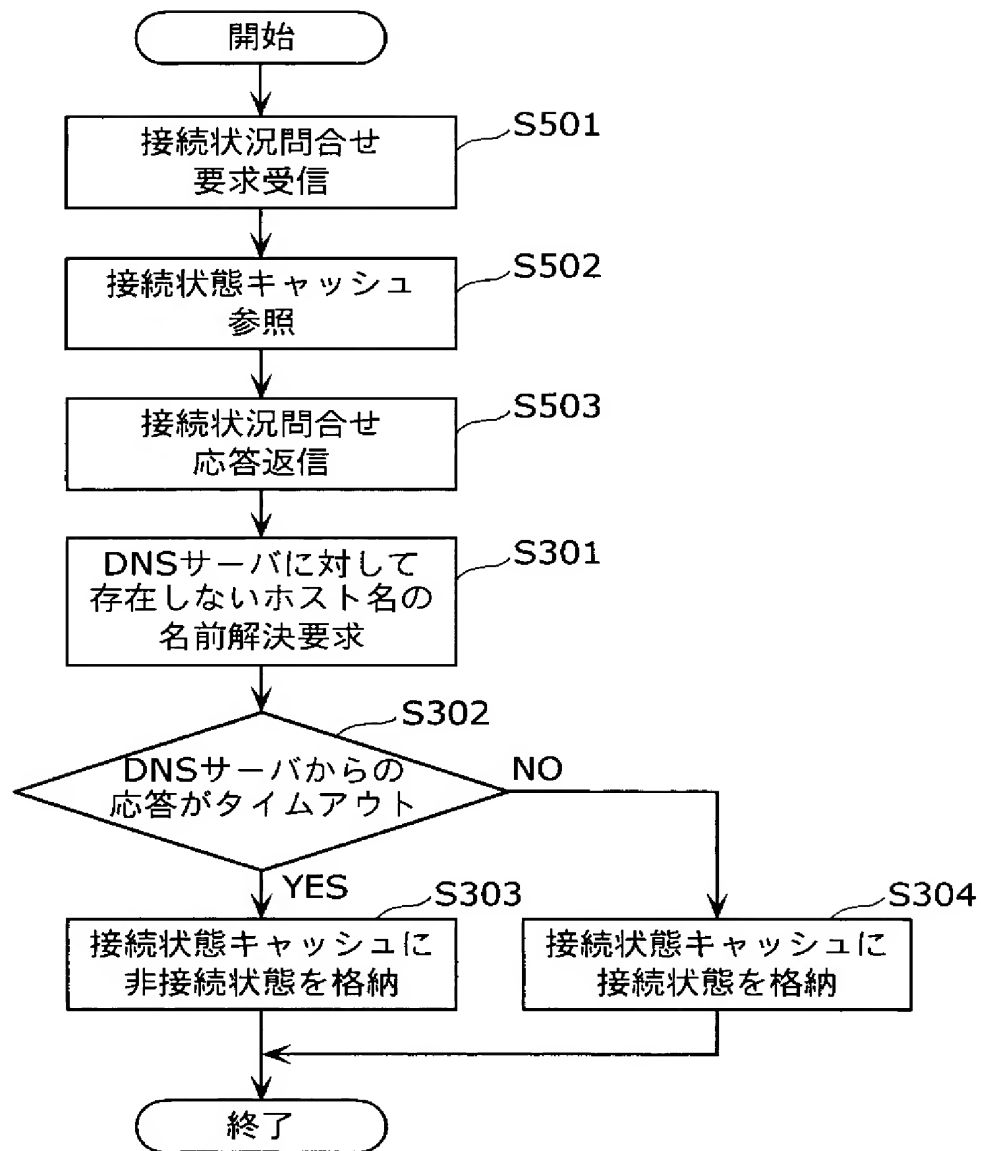 開始
接続状況問合せ
要求受信
S501
接続状態キャッシュ
参照
S502
接続状況問合せ
応答返信
S503
DNSサーバに対して
存在しないホスト名の
名前解決要求
S301
DNSサーバからの
応答がタイムアウト
S302
NO
YES
接続状態キャッシュに
非接続状態を格納
S303
接続状態キャッシュに
接続状態を格納
S304
終了